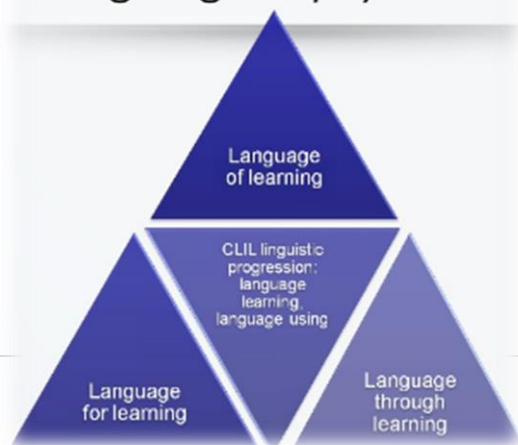 Language
of learning
CLIL linguistic
progression:
language
learning,
language using
Language
for learning
Language
through
learning